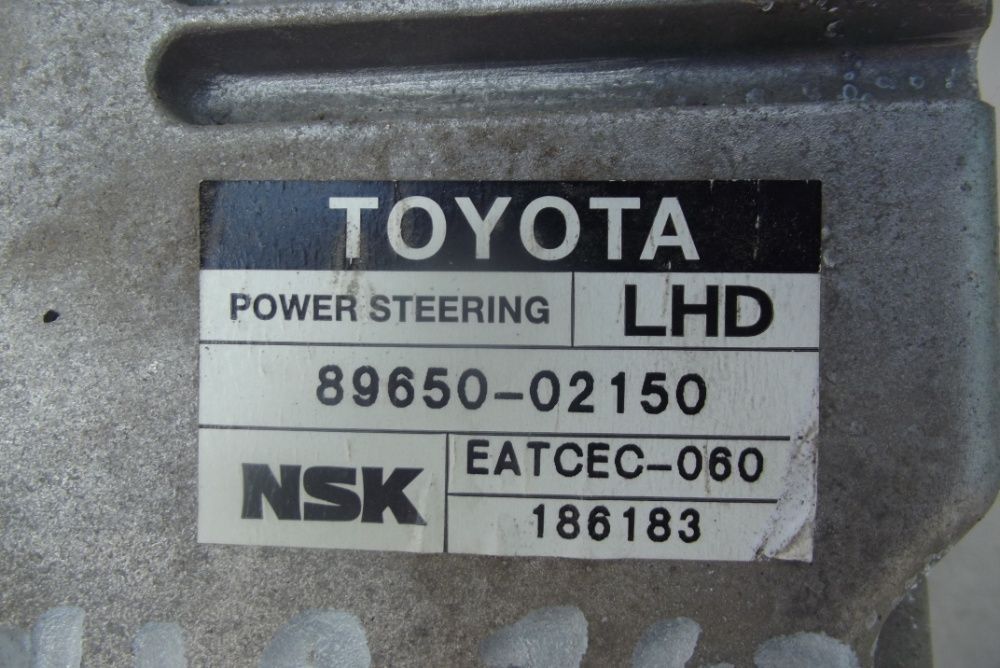 TOYOTA
POWER STEERING LHD
89650-02150
NSK EATCEC-060
186183